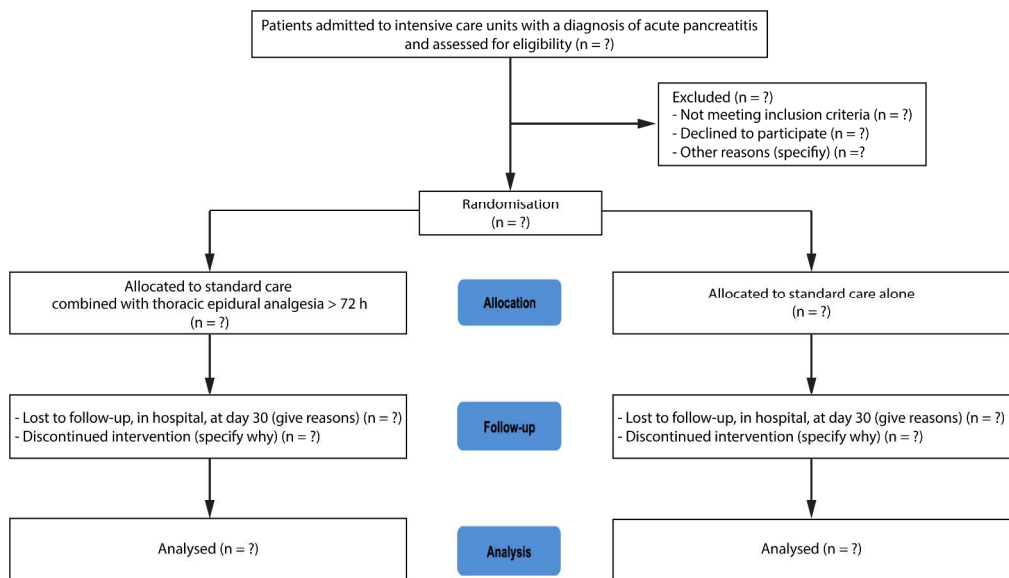 Patients admitted to intensive care units with a diagnosis of acute pancreatitis
and assessed for eligibility (n = ?)
Excluded (n = ?)
- Not meeting inclusion criteria (n = ?)
- Declined to participate (n = ?)
- Other reasons (specifiy) (n =?
Randomisation
(n = ?)
Allocated to standard care
combined with thoracic epidural analgesia > 72 h
(n = ?)
Allocation
Allocated to standard care alone
(n = ?)
- Lost to follow-up, in hospital, at day 30 (give reasons) (n = ?)
- Discontinued intervention (specify why) (n = ?)
Follow-up
- Lost to follow-up, in hospital, at day 30 (give reasons) (n = ?)
- Discontinued intervention (specify why) (n = ?)
Analysed (n = ?)
Analysis
Analysed (n = ?)